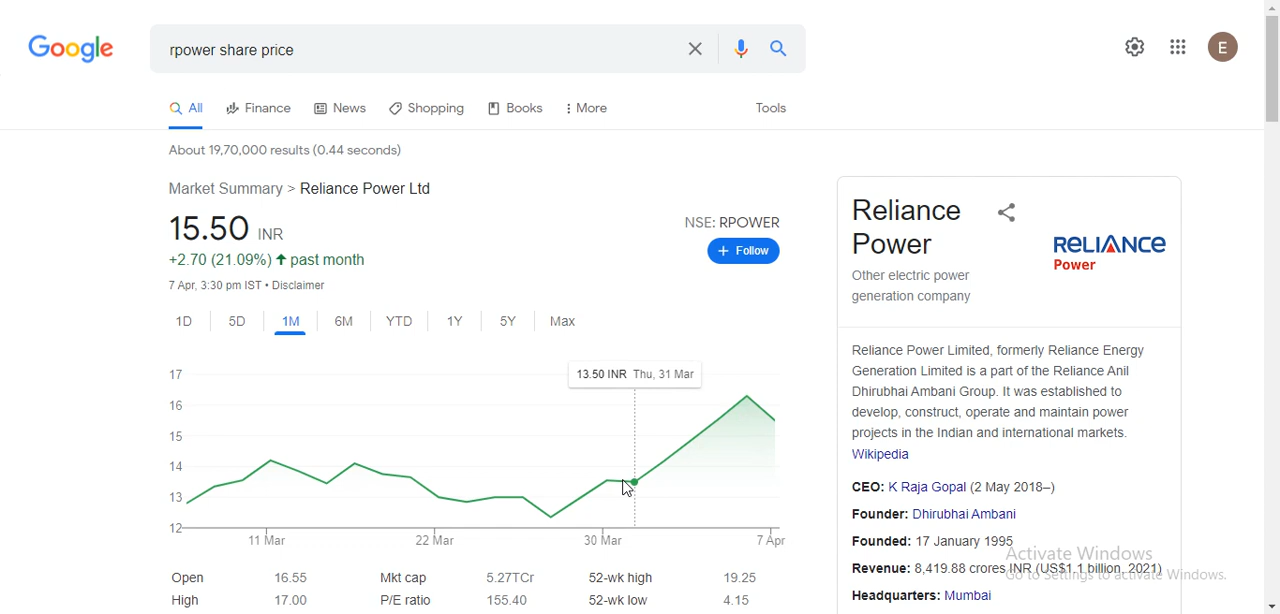 Google
rpower share price
E
All Finance News Shopping Books More Tools
About 19,70,000 results (0.44 seconds)
Market Summary > Reliance Power Ltd
15.50 INR
+2.70 (21.09%) ↑ past month
7 Apr, 3:30 pm IST • Disclaimer
NSE: RPOWER
+ Follow
1D 5D 1M 6M YTD 1Y 5Y Max
13.50 INR Thu, 31 Mar
17
16
15
14
13
12
11 Mar 22 Mar 30 Mar 7 Apr
Open 16.55 Mkt cap 5.27TCr 52-wk high 19.25
High 17.00 P/E ratio 155.40 52-wk low 4.15
Reliance
Power
RELIANCE
Power
Other electric power
generation company
Reliance Power Limited, formerly Reliance Energy
Generation Limited is a part of the Reliance Anil
Dhirubhai Ambani Group. It was established to
develop, construct, operate and maintain power
projects in the Indian and international markets.
Wikipedia
CEO: K Raja Gopal (2 May 2018–)
Founder: Dhirubhai Ambani
Founded: 17 January 1995
Revenue: 8,419.88 crores INR (US$1.1 billion, 2021)
Headquarters: Mumbai
Activate Windows
Go to Settings to activate Windows.